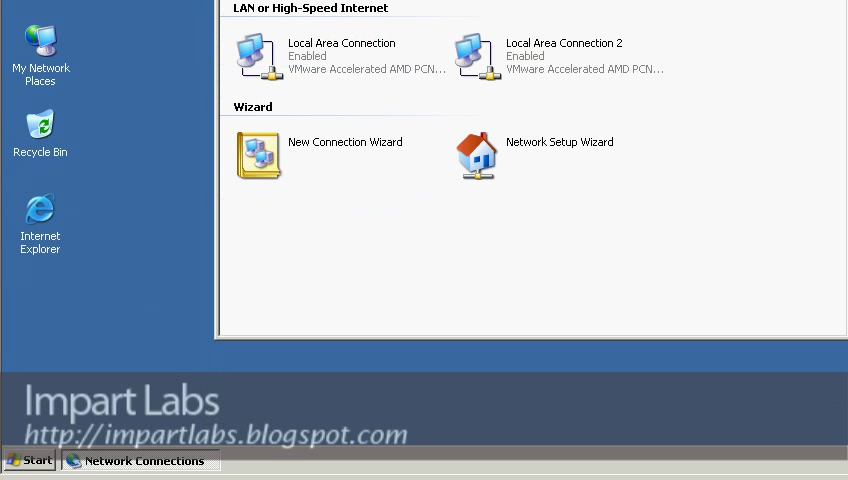 LAN or High-Speed Internet
Local Area Connection
Enabled
VMware Accelerated AMD PCN...
Local Area Connection 2
Enabled
VMware Accelerated AMD PCN...
Wizard
New Connection Wizard
Network Setup Wizard
My Network
Places
Recycle Bin
Internet
Explorer
Impart Labs
http://impartlabs.blogspot.com
Start
Network Connections